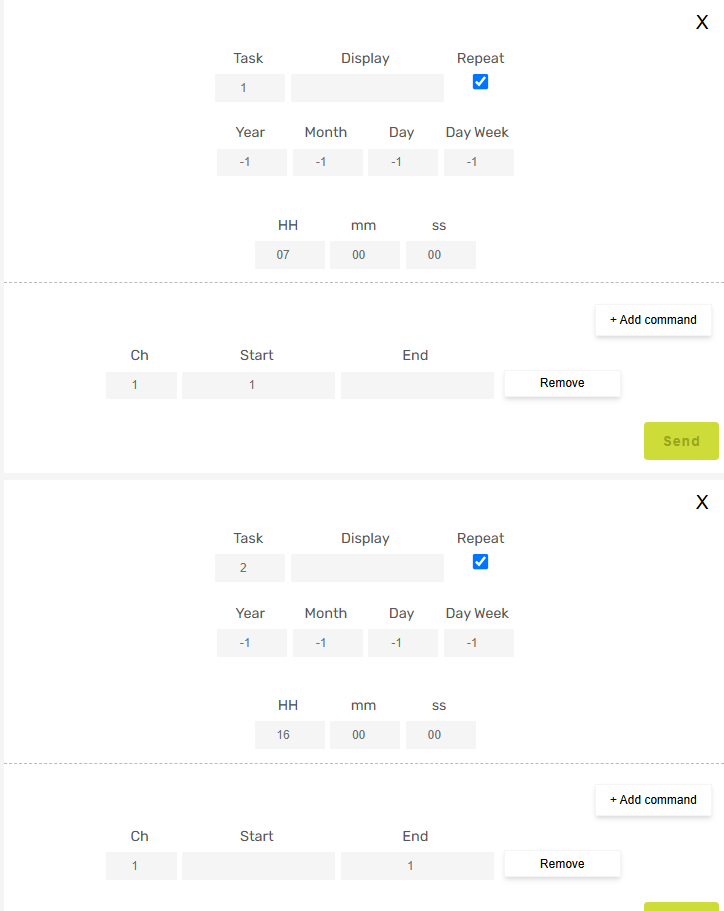 X
Task Display Repeat
1
Year Month Day Day Week
-1 -1 -1 -1
HH mm ss
07 00 00
+ Add command
Ch Start End
1 1 Remove
Send
X
Task Display Repeat
2
Year Month Day Day Week
-1 -1 -1 -1
HH mm ss
16 00 00
+ Add command
Ch Start End
1 1 Remove